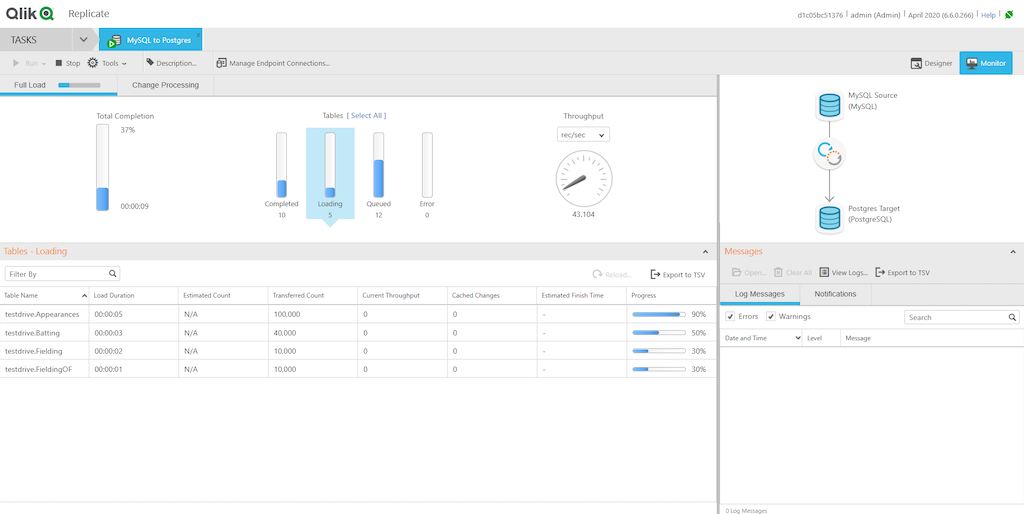 Qlik Replicate
d1c05bc51376 | admin (Admin) | April 2020 (6.6.0.266) | Help |
TASKS MySQL to Postgres
Run Stop Tools Description... Manage Endpoint Connections... Designer Monitor
Full Load Change Processing
Total Completion
37%
00:00:09
Tables [ Select All ]
Completed Loading Queued Error
10 5 12 0
Throughput
rec/sec
43,104
MySQL Source
(MySQL)
Postgres Target
(PostgreSQL)
Tables - Loading
Filter By
Reload... Export to TSV
Table Name Load Duration Estimated Count Transferred Count Current Throughput Cached Changes Estimated Finish Time Progress
testdrive.Appearances 00:00:05 N/A 100,000 0 0 - 90%
testdrive.Batting 00:00:03 N/A 40,000 0 0 - 50%
testdrive.Fielding 00:00:02 N/A 10,000 0 0 - 30%
testdrive.FieldingOF 00:00:01 N/A 10,000 0 0 - 30%
Messages
Open... Clear All View Logs... Export to TSV
Log Messages Notifications
Errors Warnings Search
Date and Time Level Message
0 Log Messages